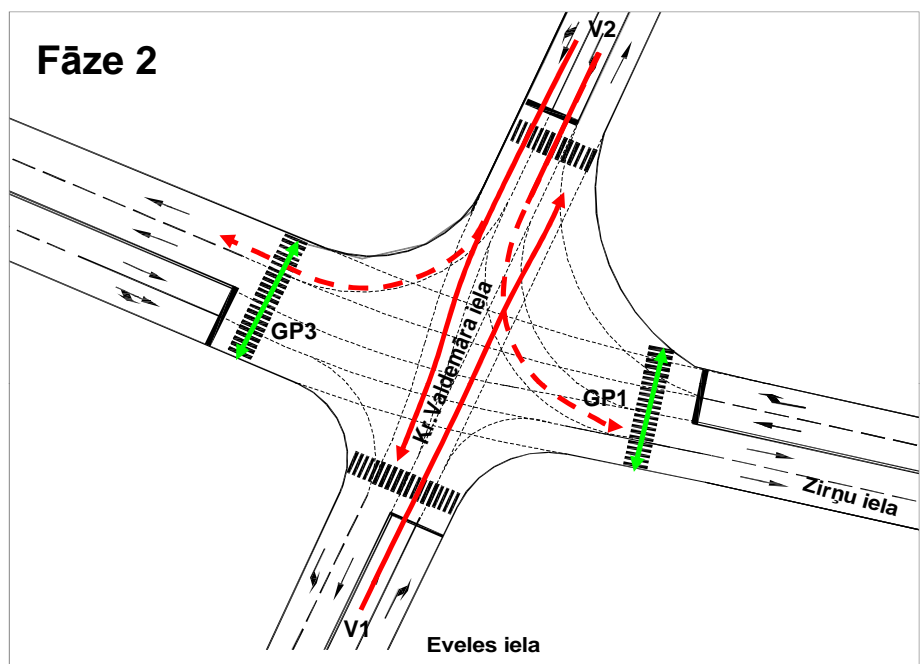 Fāze 2
V2
GP3
Kr.Valdemāra iela
GP1
Zirņu iela
V1
Eveles iela